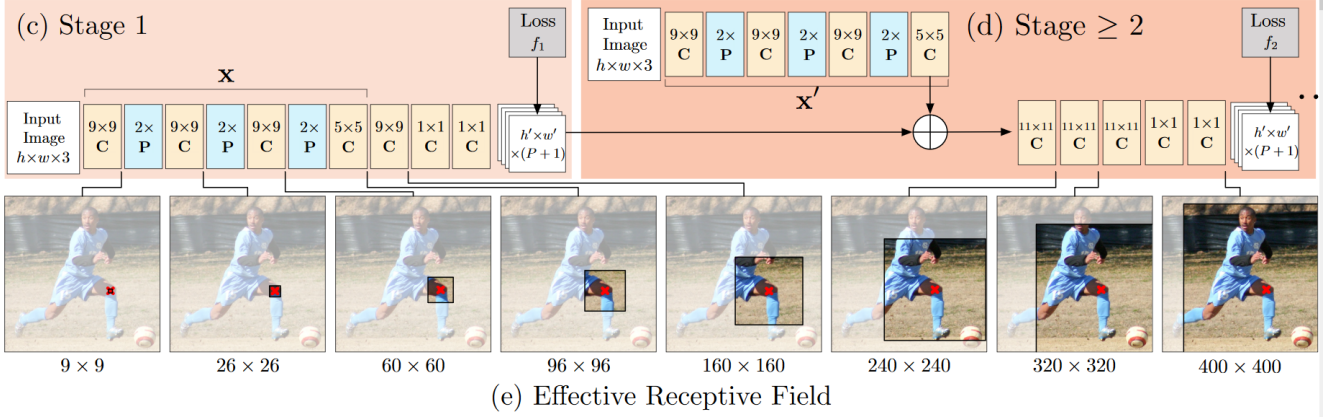 (c) Stage 1
Loss
f₁
Input
Image
h×w×3
9×9
C
2×
P
9×9
C
2×
P
9×9
C
2×
P
5×5
C
(d) Stage ≥ 2
Loss
f₂
x
x′
Input
Image
h×w×3
9×9
C
2×
P
9×9
C
2×
P
9×9
C
2×
P
5×5
C
9×9
C
1×1
C
1×1
C
h′×w′
×(P+1)
11×11
C
11×11
C
11×11
C
1×1
C
1×1
C
h′×w′
×(P+1)
9 × 9
26 × 26
60 × 60
96 × 96
160 × 160
240 × 240
320 × 320
400 × 400
(e) Effective Receptive Field